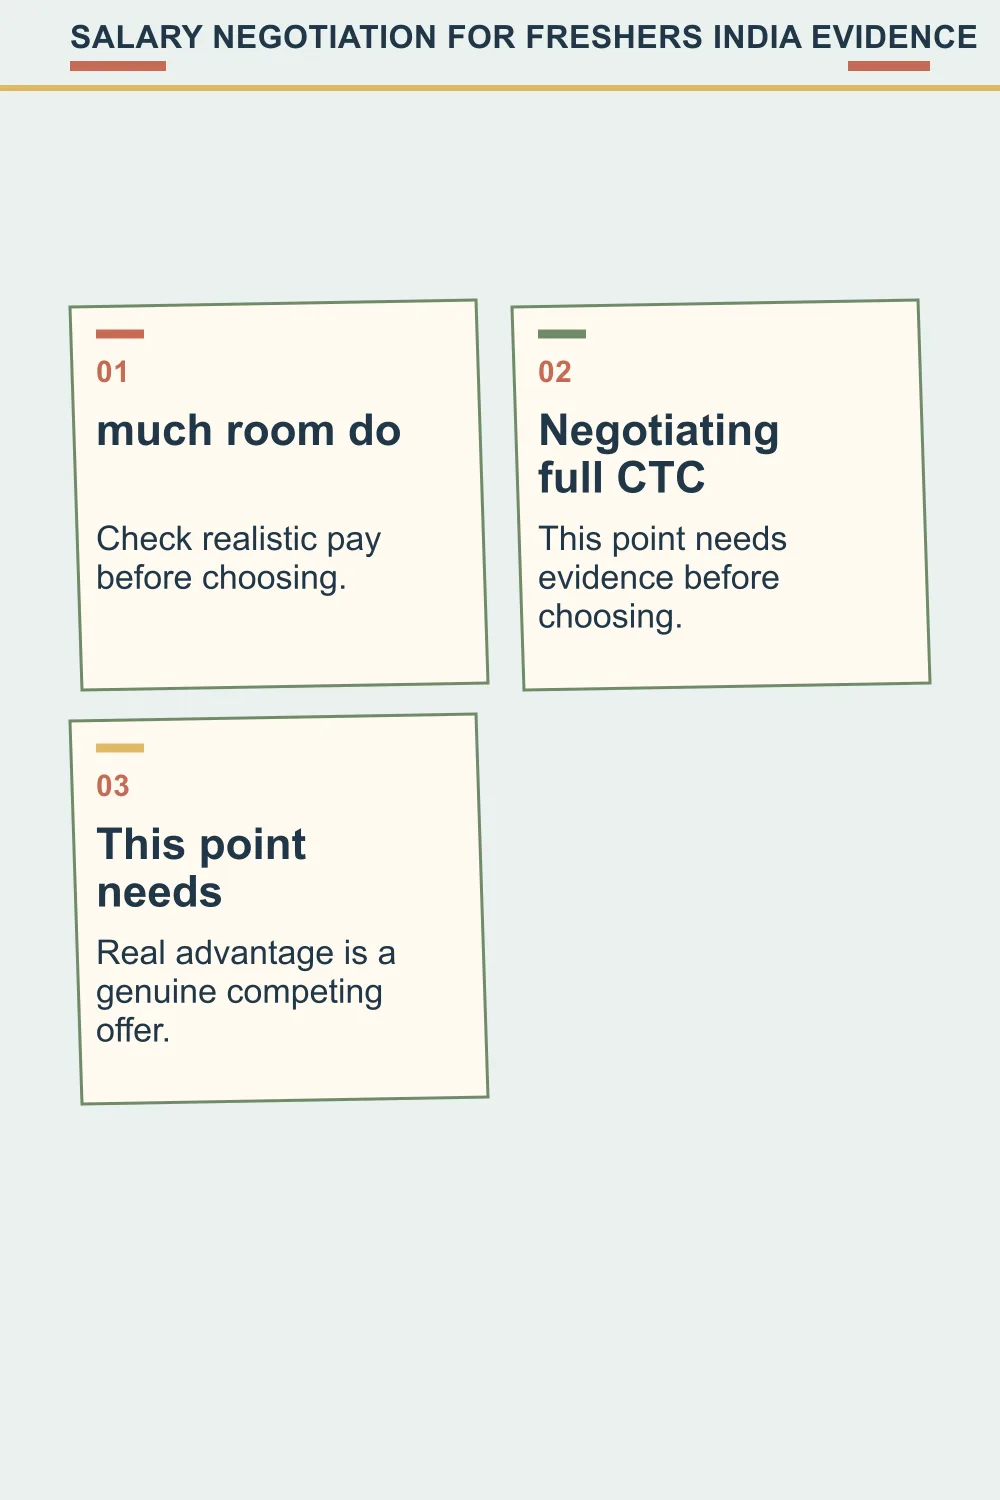 SALARY NEGOTIATION FOR FRESHERS INDIA EVIDENCE
01
much room do
Check realistic pay
before choosing.
02
Negotiating
full CTC
This point needs
evidence before
choosing.
03
This point
needs
Real advantage is a
genuine competing
offer.